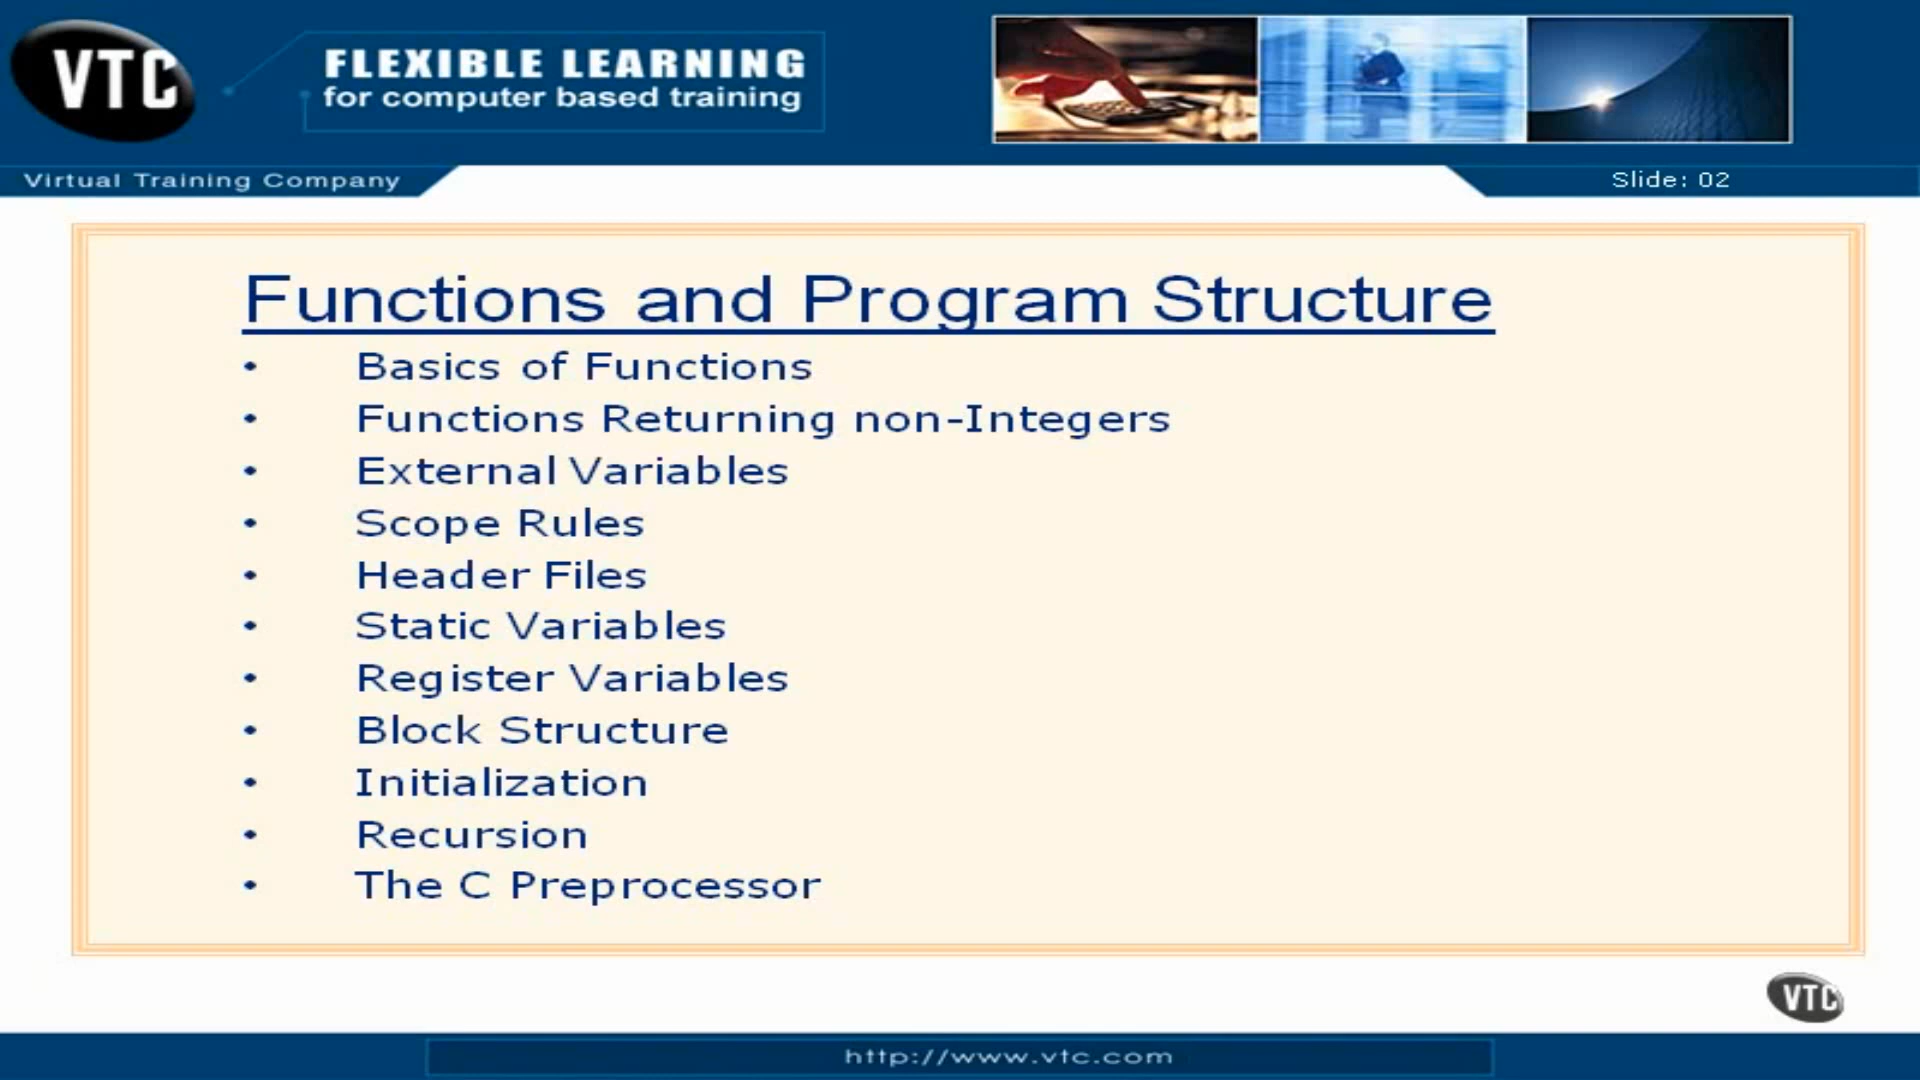 VTC
FLEXIBLE LEARNING
for computer based training
Virtual Training Company
Slide: 02
Functions and Program Structure
• Basics of Functions
• Functions Returning non-Integers
• External Variables
• Scope Rules
• Header Files
• Static Variables
• Register Variables
• Block Structure
• Initialization
• Recursion
• The C Preprocessor
VTC
http://www.vtc.com